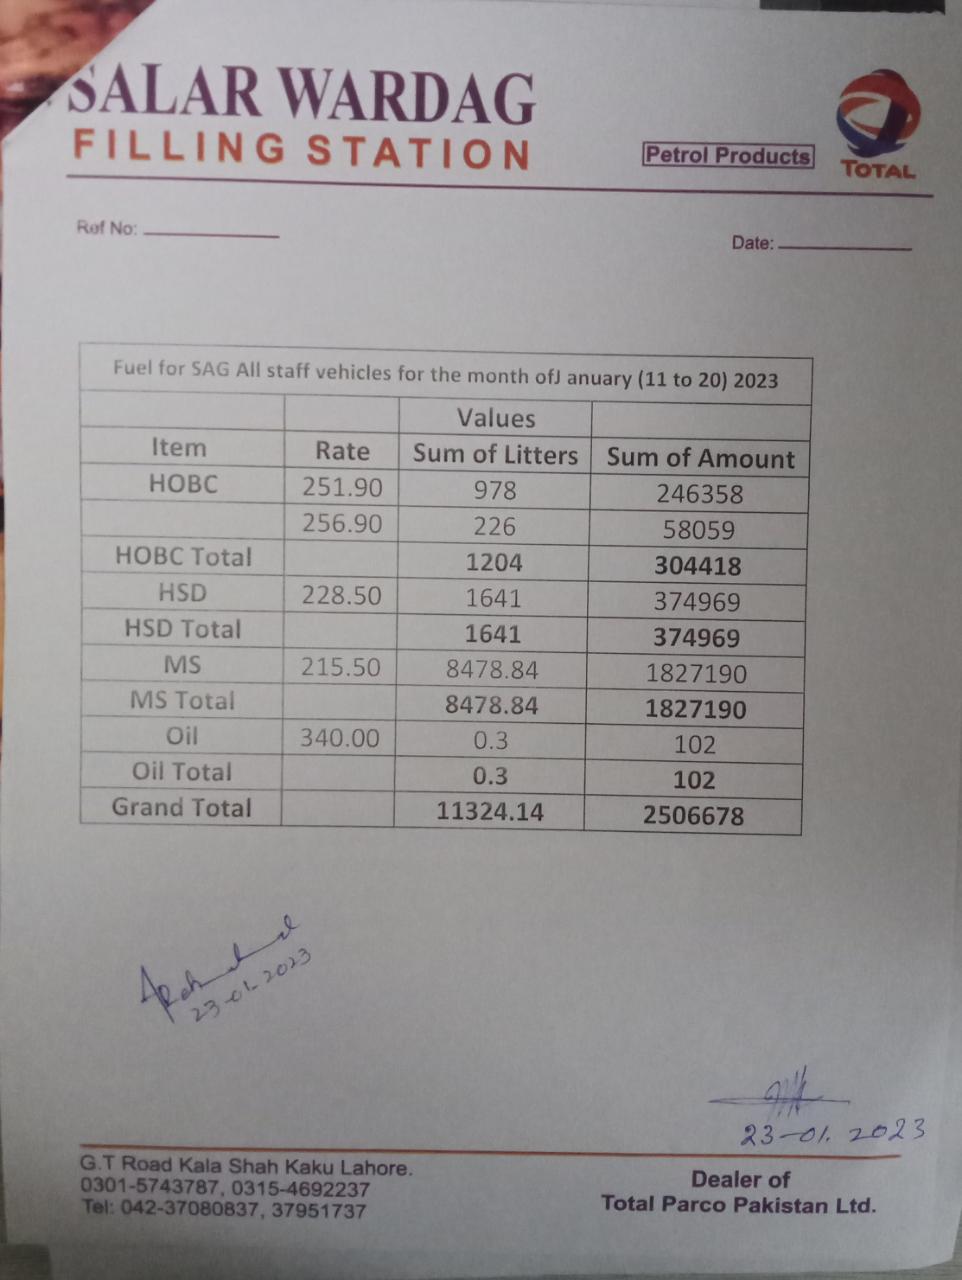 SALAR WARDAG
FILLING STATION
Petrol Products
TOTAL
Ref No:
Date:
Fuel for SAG All staff vehicles for the month ofJ anuary (11 to 20) 2023
Values
Item Rate Sum of Litters Sum of Amount
HOBC 251.90 978 246358
256.90 226 58059
HOBC Total 1204 304418
HSD 228.50 1641 374969
HSD Total 1641 374969
MS 215.50 8478.84 1827190
MS Total 8478.84 1827190
Oil 340.00 0.3 102
Oil Total 0.3 102
Grand Total 11324.14 2506678
23-01-2023
23-01. 2023
G.T Road Kala Shah Kaku Lahore.
0301-5743787, 0315-4692237
Tel: 042-37080837, 37951737
Dealer of
Total Parco Pakistan Ltd.